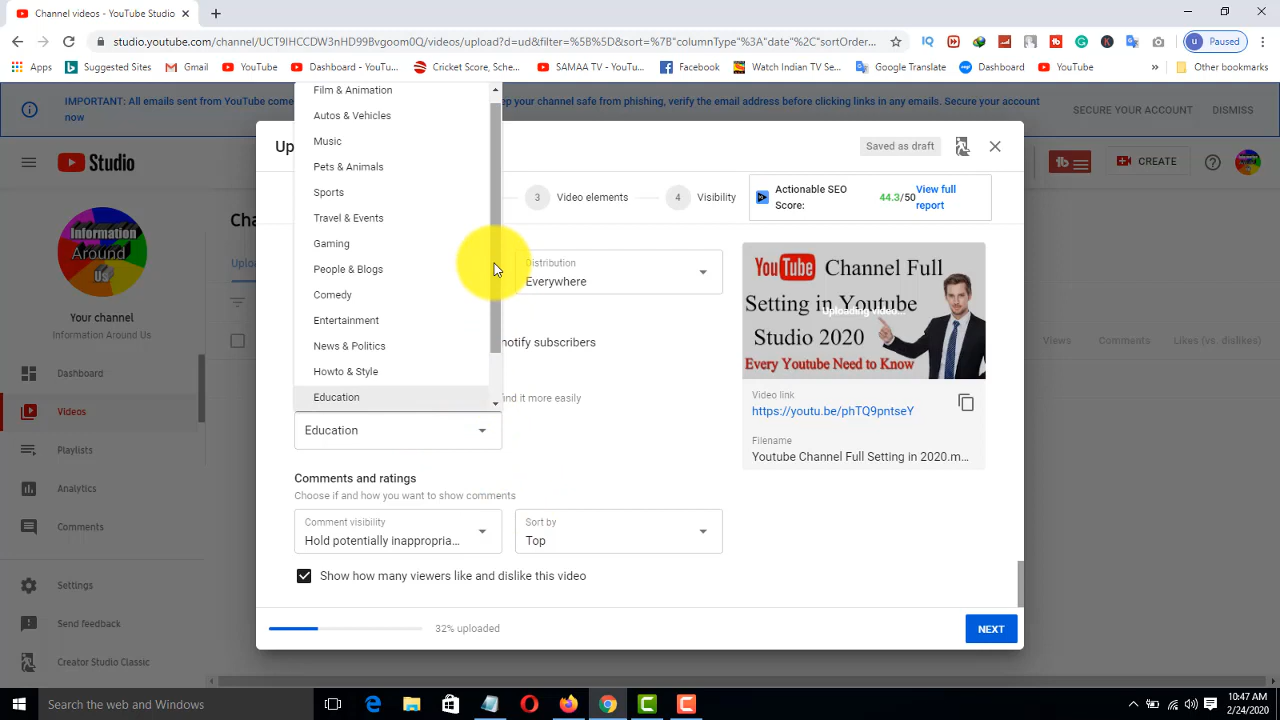 Channel videos - YouTube Studio
studio.youtube.com/channel/UCT9griyxHD90HBvgoom0Q/videos/upload?d=ud&filter=%5B%5D&sort=%7B"columnType"%3A"date"%2C"sortOrder...
Paused
Apps
Suggested Sites
Gmail
YouTube
Dashboard - YouTu...
Cricket Score, Sche...
SAMAA TV - YouTu...
Facebook
Watch Indian TV Se...
Dashboard
YouTube
»
Other bookmarks
IMPORTANT: All emails sent from YouTube come
ep your channel safe from phishing, verify the email address before clicking links in any emails. Secure your account
now
SECURE YOUR ACCOUNT
DISMISS
Studio
CREATE
Information
Around
Us
Your channel
Information Around Us
Dashboard
Videos
Playlists
Analytics
Comments
Settings
Send feedback
Creator Studio Classic
Cha
Uploa
Views
Comments
Likes (vs. dislikes)
Up
Saved as draft
3
Video elements
4
Visibility
Actionable SEO
Score:
44.3/50
View full
report
Film & Animation
Autos & Vehicles
Music
Pets & Animals
Sports
Travel & Events
Gaming
People & Blogs
Comedy
Entertainment
News & Politics
Howto & Style
Education
Distribution
Everywhere
notify subscribers
find it more easily
Education
Comments and ratings
Choose if and how you want to show comments
Comment visibility
Hold potentially inappropria...
Sort by
Top
Show how many viewers like and dislike this video
YouTube Channel Full
Setting in Youtube
Studio 2020
Every Youtube Need to Know
Uploading video...
Video link
https://youtu.be/phTQ9pntseY
Filename
Youtube Channel Full Setting in 2020.m...
32% uploaded
NEXT
Search the web and Windows
10:47 AM
2/24/2020